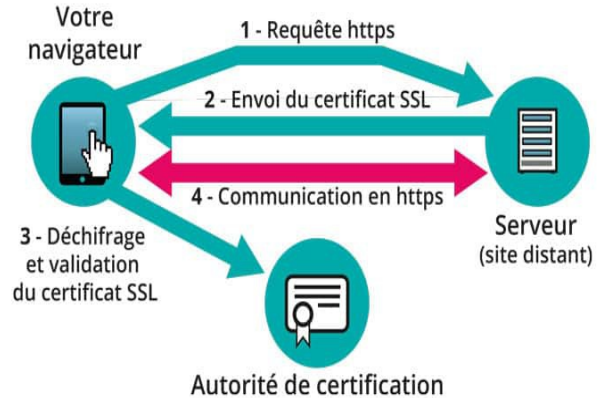 Votre
navigateur
1 - Requête https
2 - Envoi du certificat SSL
4 - Communication en https
Serveur
(site distant)
3 - Déchifrage
et validation
du certificat SSL
Autorité de certification